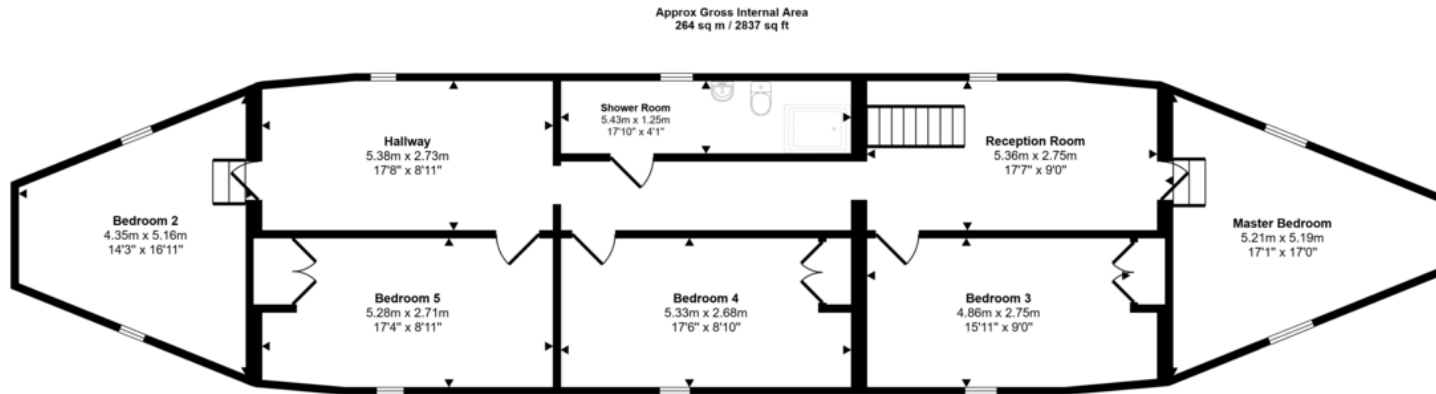 Approx Gross Internal Area
264 sq m / 2837 sq ft
Hallway
5.38m x 2.73m
17'8" x 8'11"
Shower Room
5.43m x 1.25m
17'10" x 4'1"
Reception Room
5.36m x 2.75m
17'7" x 9'0"
Bedroom 2
4.35m x 5.16m
14'3" x 16'11"
Master Bedroom
5.21m x 5.19m
17'1" x 17'0"
Bedroom 5
5.28m x 2.71m
17'4" x 8'11"
Bedroom 4
5.33m x 2.68m
17'6" x 8'10"
Bedroom 3
4.86m x 2.75m
15'11" x 9'0"